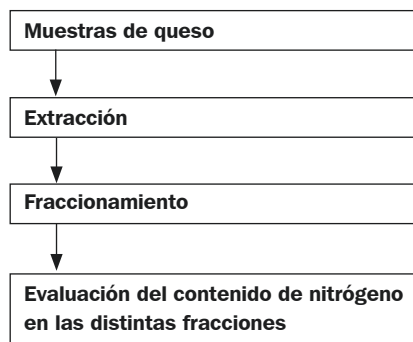 Muestras de queso
Extracción
Fraccionamiento
Evaluación del contenido de nitrógeno
en las distintas fracciones